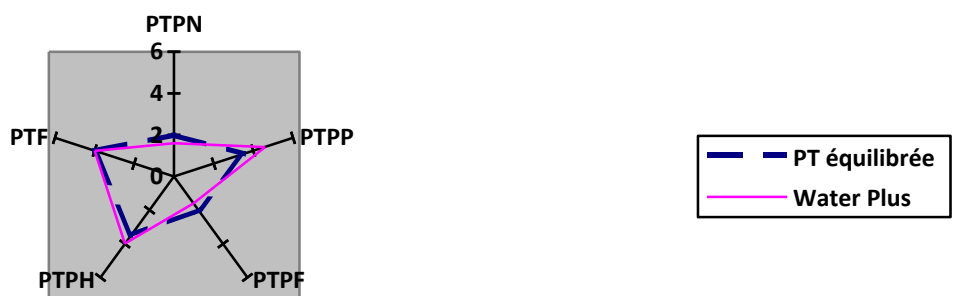 PTPN
6
4
2
0
PTF
PTPP
PTPH
PTPF
PT équilibrée
Water Plus